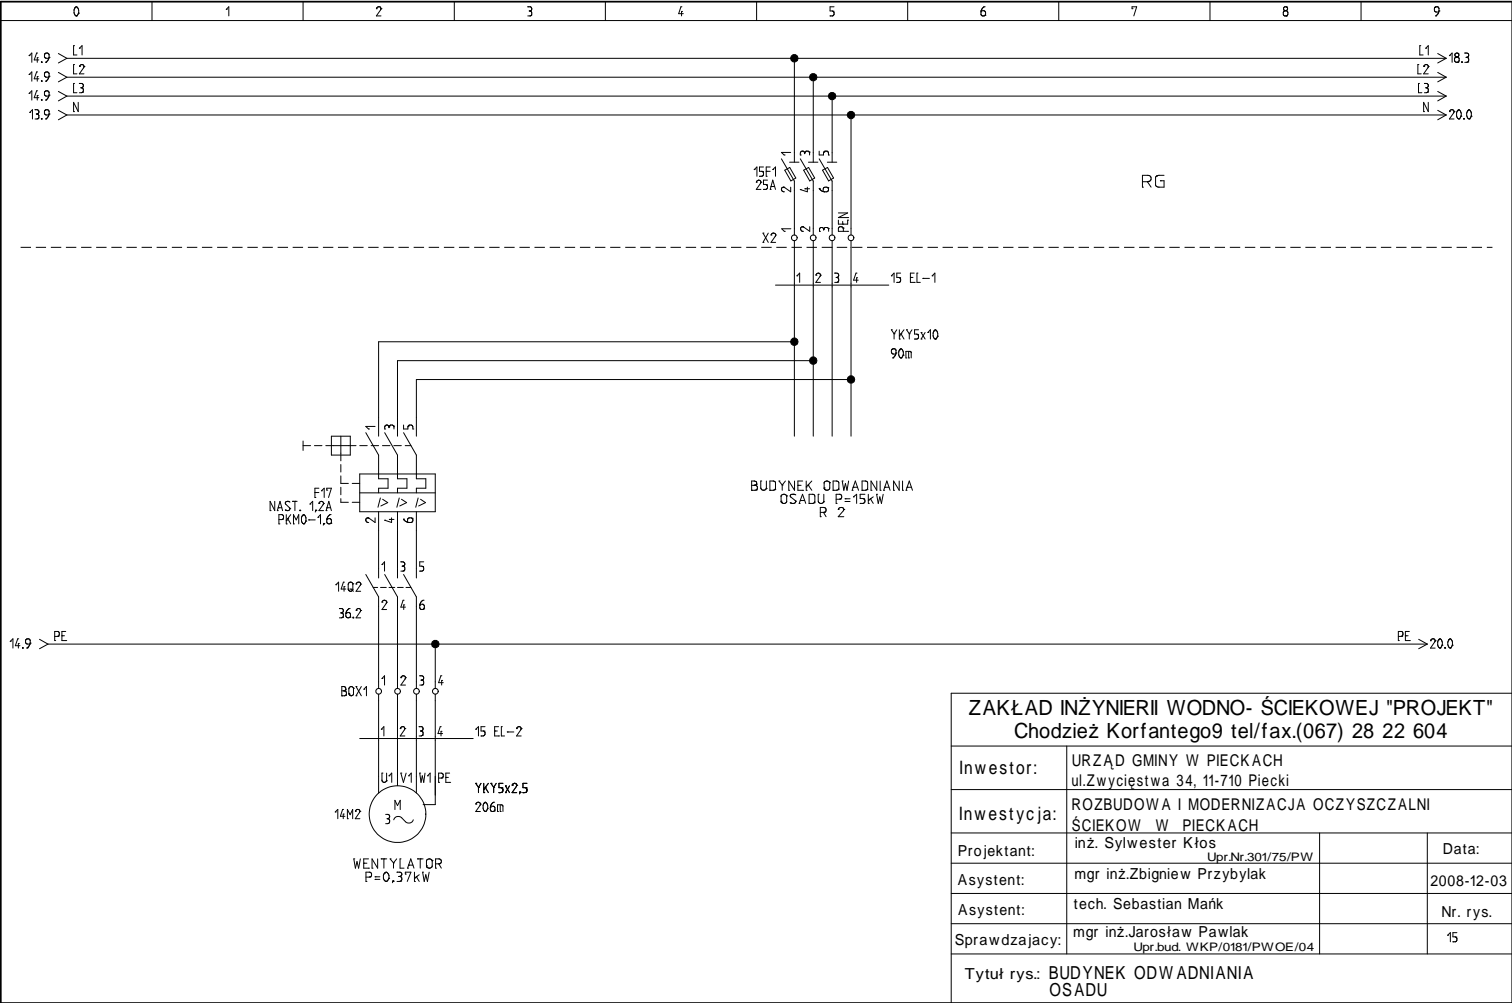 0 1 2 3 4 5 6 7 8 9
14.9 L1 L1 18.3
14.9 L2 L2
14.9 L3 L3
13.9 N N 20.0
1 3 5
15F1
25A
2 4 6
RG
X2 1 2 3 PEN
1 2 3 4 15 EL-1
YKY5x10
90m
1 3 5
F17
NAST. 1,2A
PKM0-1,6
I> I> I>
2 4 6
BUDYNEK ODWADNIANIA
OSADU P=15kW
R 2
1 3 5
14Q2
36.2
2 4 6
14.9 PE PE 20.0
BOX1 1 2 3 4
1 2 3 4 15 EL-2
U1 V1 W1 PE
YKY5x2,5
206m
14M2
M
3~
WENTYLATOR
P=0,37kW
ZAKŁAD INŻYNIERII WODNO- ŚCIEKOWEJ "PROJEKT"
Chodzież Korfantego9 tel/fax.(067) 28 22 604
Inwestor: URZĄD GMINY W PIECKACH
ul.Zwycięstwa 34, 11-710 Piecki
Inwestycja: ROZBUDOWA I MODERNIZACJA OCZYSZCZALNI
ŚCIEKOW W PIECKACH
Projektant: inż. Sylwester Kłos
Upr.Nr.301/75/PW
Data:
Asystent: mgr inż.Zbigniew Przybylak
2008-12-03
Asystent: tech. Sebastian Mańk
Nr. rys.
Sprawdzajacy: mgr inż.Jarosław Pawlak
Upr.bud. WKP/0181/PWOE/04
15
Tytuł rys.: BUDYNEK ODWADNIANIA
OSADU